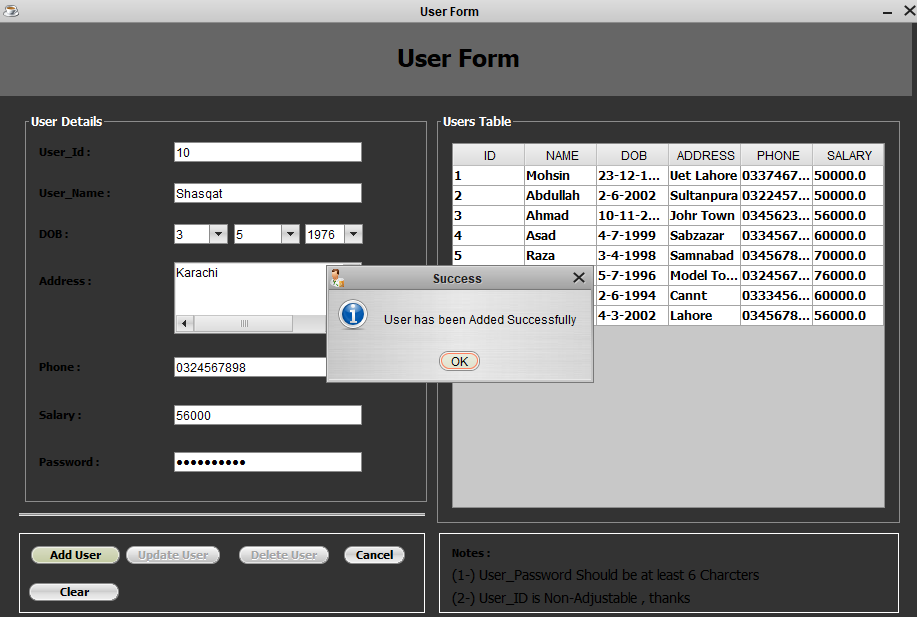 User Form
User Form
User Details
User_Id :
10
User_Name :
Shasqat
DOB :
3
5
1976
Address :
Karachi
Phone :
0324567898
Salary :
56000
Password :
••••••••••
Add User
Update User
Delete User
Cancel
Clear
Users Table
ID NAME DOB ADDRESS PHONE SALARY
1 Mohsin 23-12-1... Uet Lahore 0337467... 50000.0
2 Abdullah 2-6-2002 Sultanpura 0322457... 50000.0
3 Ahmad 10-11-2... Johr Town 0345623... 56000.0
4 Asad 4-7-1999 Sabzazar 0334567... 60000.0
5 Raza 3-4-1998 Samnabad 0345678... 70000.0
5-7-1996 Model To... 0324567... 76000.0
2-6-1994 Cannt 0333456... 60000.0
4-3-2002 Lahore 0345678... 56000.0
Success
User has been Added Successfully
OK
Notes :
(1-) User_Password Should be at least 6 Charcters
(2-) User_ID is Non-Adjustable , thanks